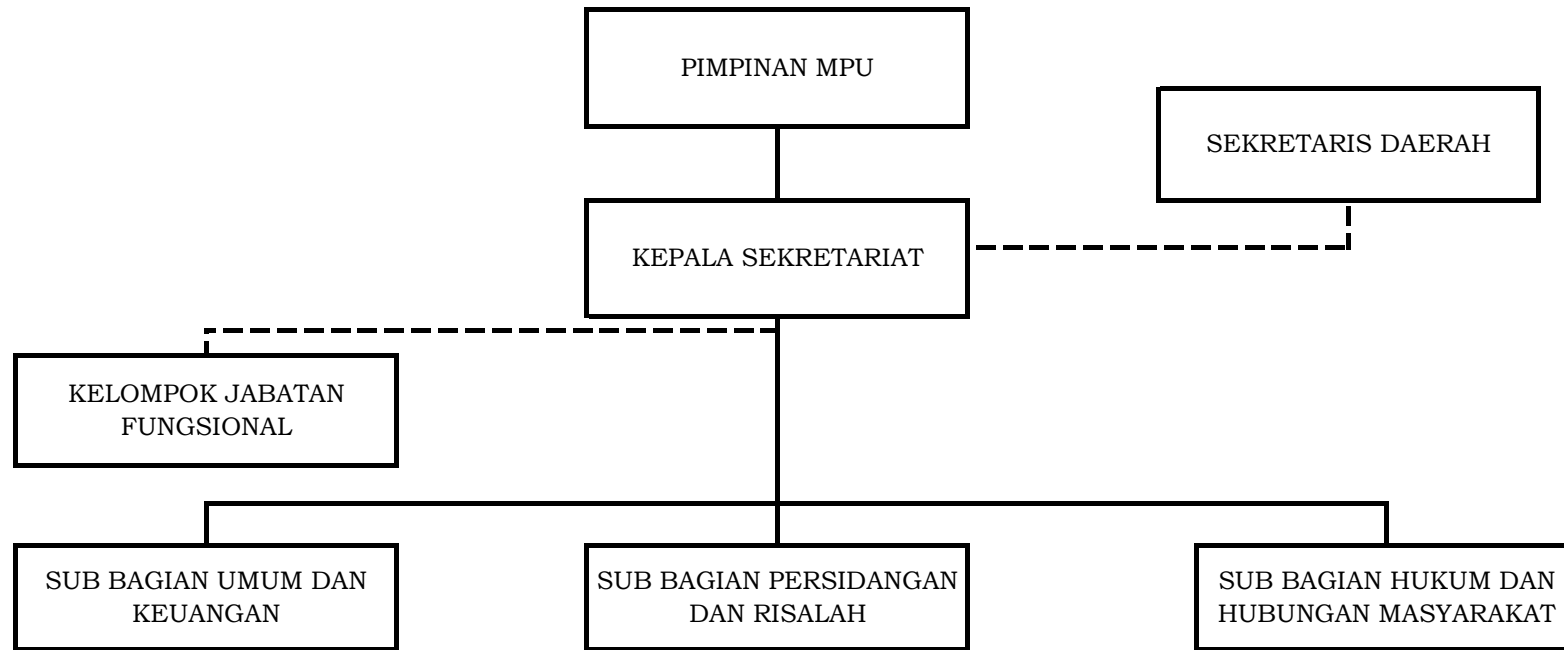 PIMPINAN MPU
SEKRETARIS DAERAH
KEPALA SEKRETARIAT
KELOMPOK JABATAN
FUNGSIONAL
SUB BAGIAN UMUM DAN
KEUANGAN
SUB BAGIAN PERSIDANGAN
DAN RISALAH
SUB BAGIAN HUKUM DAN
HUBUNGAN MASYARAKAT